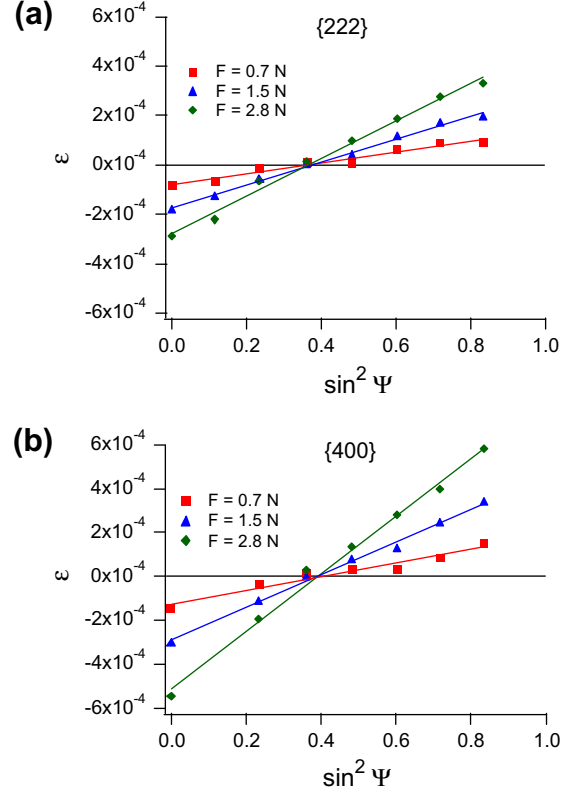 (a)
{222}
6x10⁻⁴
4x10⁻⁴
2x10⁻⁴
0x10⁻⁴
-2x10⁻⁴
-4x10⁻⁴
-6x10⁻⁴
ε
F = 0.7 N
F = 1.5 N
F = 2.8 N
0.0 0.2 0.4 0.6 0.8 1.0
sin² Ψ
(b)
{400}
6x10⁻⁴
4x10⁻⁴
2x10⁻⁴
0x10⁻⁴
-2x10⁻⁴
-4x10⁻⁴
-6x10⁻⁴
ε
F = 0.7 N
F = 1.5 N
F = 2.8 N
0.0 0.2 0.4 0.6 0.8 1.0
sin² Ψ